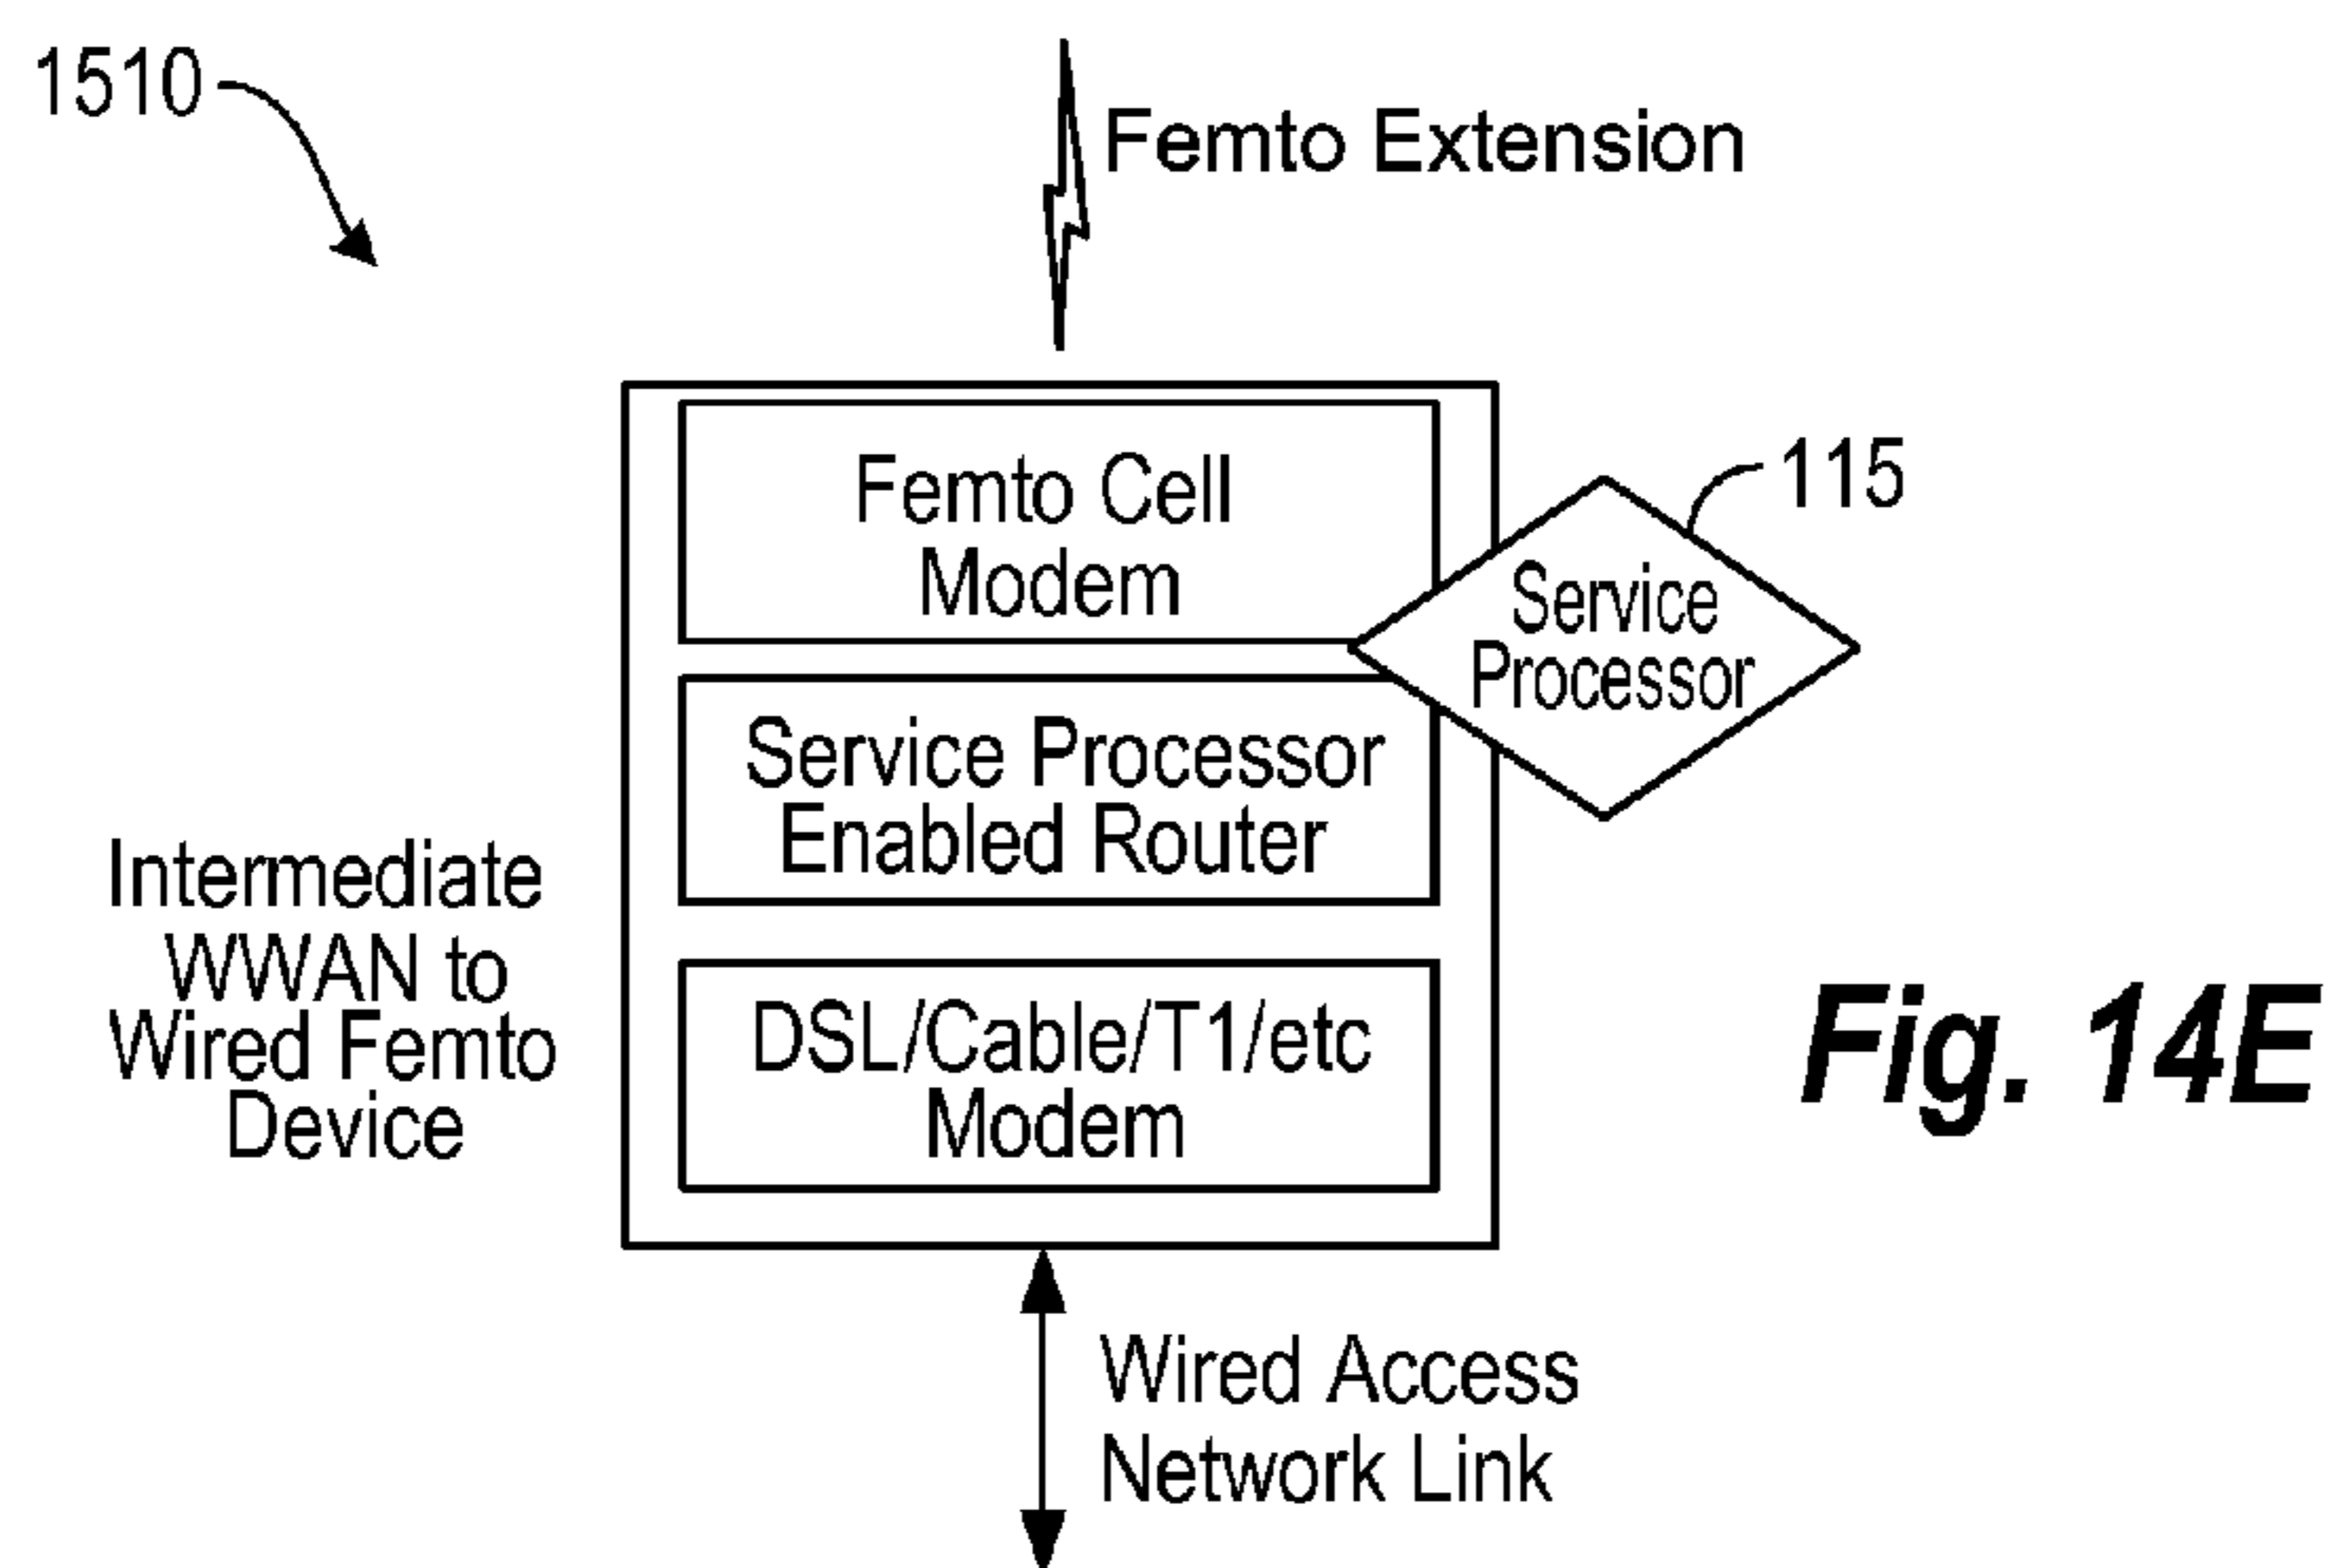 1510
Femto Extension
Femto Cell
Modem
115
Service
Processor
Service Processor
Enabled Router
Intermediate
WWAN to
Wired Femto
Device
DSL/Cable/T1/etc
Modem
Fig. 14E
Wired Access
Network Link